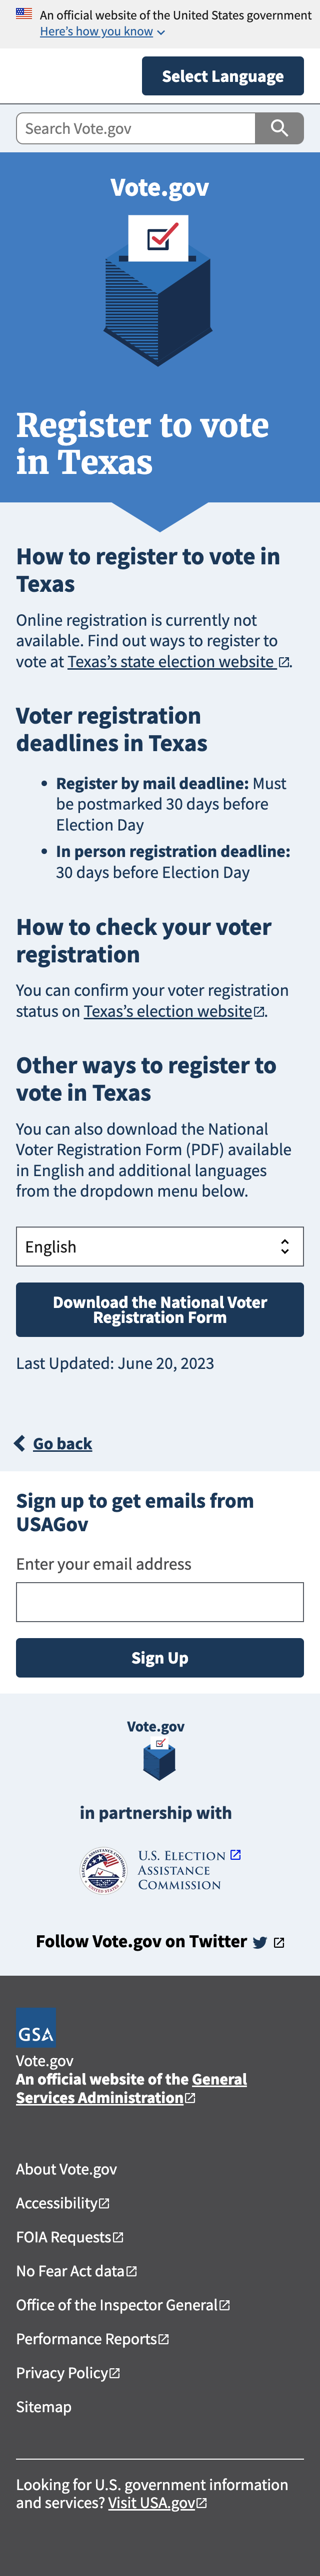 An official website of the United States government
Here's how you know
Select Language
Search Vote.gov
Vote.gov
Register to vote
in Texas
How to register to vote in
Texas
Online registration is currently not
available. Find out ways to register to
vote at Texas's state election website.
Voter registration
deadlines in Texas
• Register by mail deadline: Must
be postmarked 30 days before
Election Day
• In person registration deadline:
30 days before Election Day
How to check your voter
registration
You can confirm your voter registration
status on Texas's election website.
Other ways to register to
vote in Texas
You can also download the National
Voter Registration Form (PDF) available
in English and additional languages
from the dropdown menu below.
English
Download the National Voter
Registration Form
Last Updated: June 20, 2023
Go back
Sign up to get emails from
USAGov
Enter your email address
Sign Up
Vote.gov
in partnership with
U.S. Election
Assistance
Commission
Follow Vote.gov on Twitter
GSA
Vote.gov
An official website of the General
Services Administration
About Vote.gov
Accessibility
FOIA Requests
No Fear Act data
Office of the Inspector General
Performance Reports
Privacy Policy
Sitemap
Looking for U.S. government information
and services? Visit USA.gov